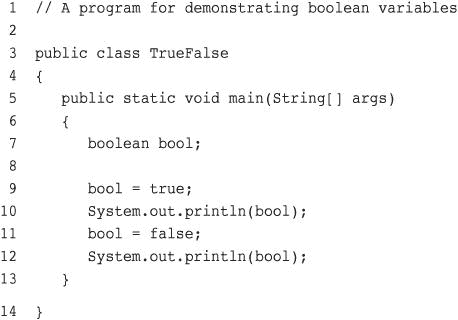 1 // A program for demonstrating boolean variables
2
3 public class TrueFalse
4 {
5 public static void main(String[] args)
6 {
7 boolean bool;
8
9 bool = true;
10 System.out.println(bool);
11 bool = false;
12 System.out.println(bool);
13 }
14 }